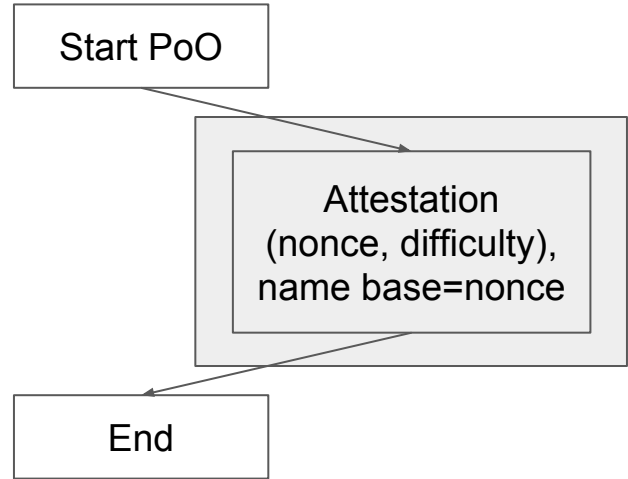 Start PoO
Attestation
(nonce, difficulty),
name base=nonce
End